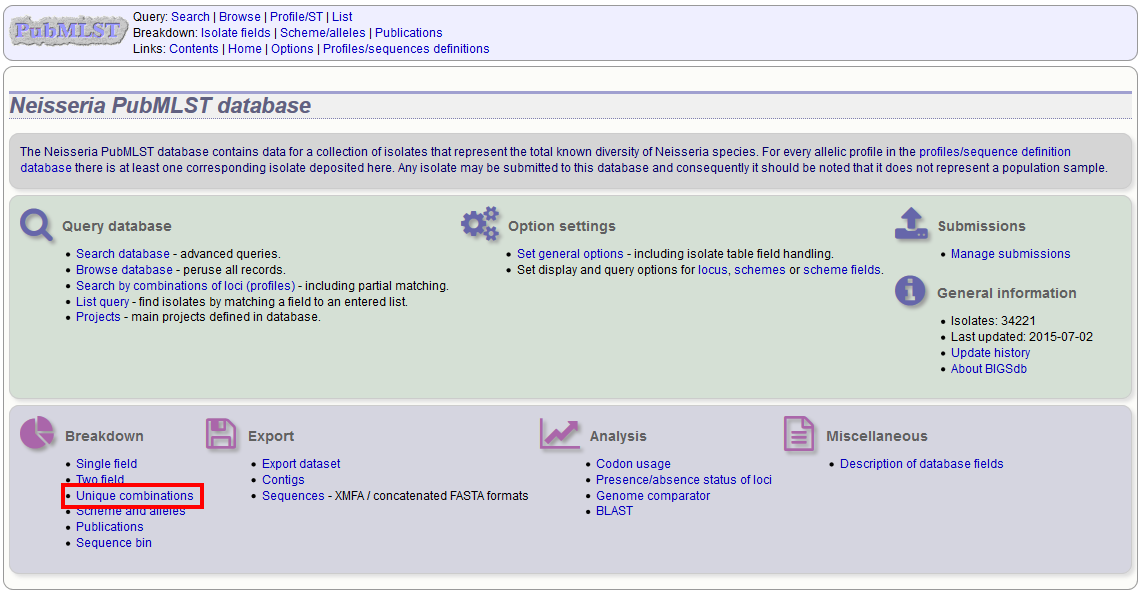 PubMLST
Query: Search | Browse | Profile/ST | List
Breakdown: Isolate fields | Scheme/alleles | Publications
Links: Contents | Home | Options | Profiles/sequences definitions
Neisseria PubMLST database
The Neisseria PubMLST database contains data for a collection of isolates that represent the total known diversity of Neisseria species. For every allelic profile in the profiles/sequence definition
database there is at least one corresponding isolate deposited here. Any isolate may be submitted to this database and consequently it should be noted that it does not represent a population sample.
Query database
• Search database - advanced queries.
• Browse database - peruse all records.
• Search by combinations of loci (profiles) - including partial matching.
• List query - find isolates by matching a field to an entered list.
• Projects - main projects defined in database.
Option settings
• Set general options - including isolate table field handling.
• Set display and query options for locus, schemes or scheme fields.
Submissions
• Manage submissions
General information
• Isolates: 34221
• Last updated: 2015-07-02
• Update history
• About BIGSdb
Breakdown
• Single field
• Two field
• Unique combinations
• Scheme and alleles
• Publications
• Sequence bin
Export
• Export dataset
• Contigs
• Sequences - XMFA / concatenated FASTA formats
Analysis
• Codon usage
• Presence/absence status of loci
• Genome comparator
• BLAST
Miscellaneous
• Description of database fields